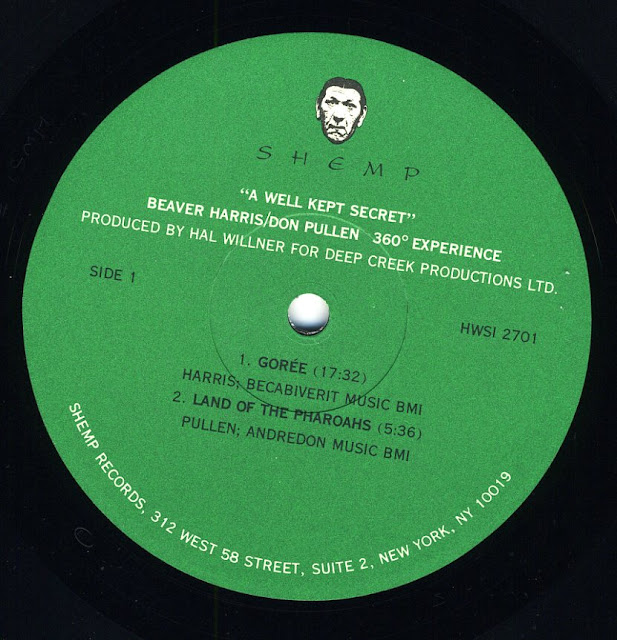 SHEMP
"A WELL KEPT SECRET"
BEAVER HARRIS/DON PULLEN 360° EXPERIENCE
PRODUCED BY HAL WILLNER FOR DEEP CREEK PRODUCTIONS LTD.
SIDE 1
HWSI 2701
1. GORÉE (17:32)
HARRIS; BECABIVERIT MUSIC BMI
2. LAND OF THE PHAROAHS (5:36)
PULLEN; ANDREDON MUSIC BMI
SHEMP RECORDS, 312 WEST 58 STREET, SUITE 2, NEW YORK, NY 10019